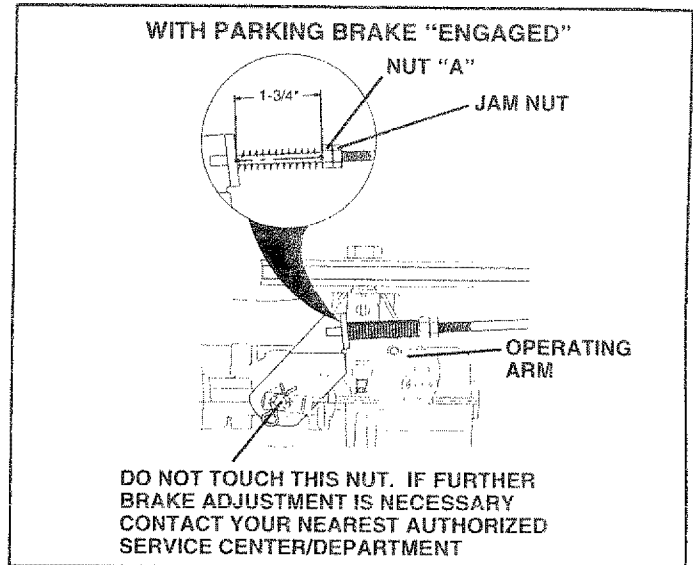 WITH PARKING BRAKE "ENGAGED"
NUT "A"
1-3/4"
JAM NUT
OPERATING
ARM
DO NOT TOUCH THIS NUT. IF FURTHER
BRAKE ADJUSTMENT IS NECESSARY
CONTACT YOUR NEAREST AUTHORIZED
SERVICE CENTER/DEPARTMENT